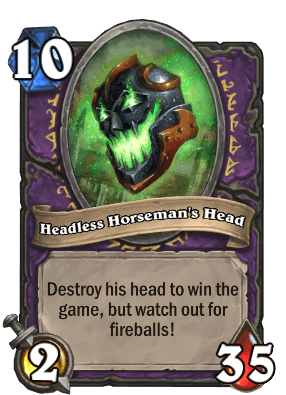 10
Headless Horseman's Head
Destroy his head to win the
game, but watch out for
fireballs!
2
35